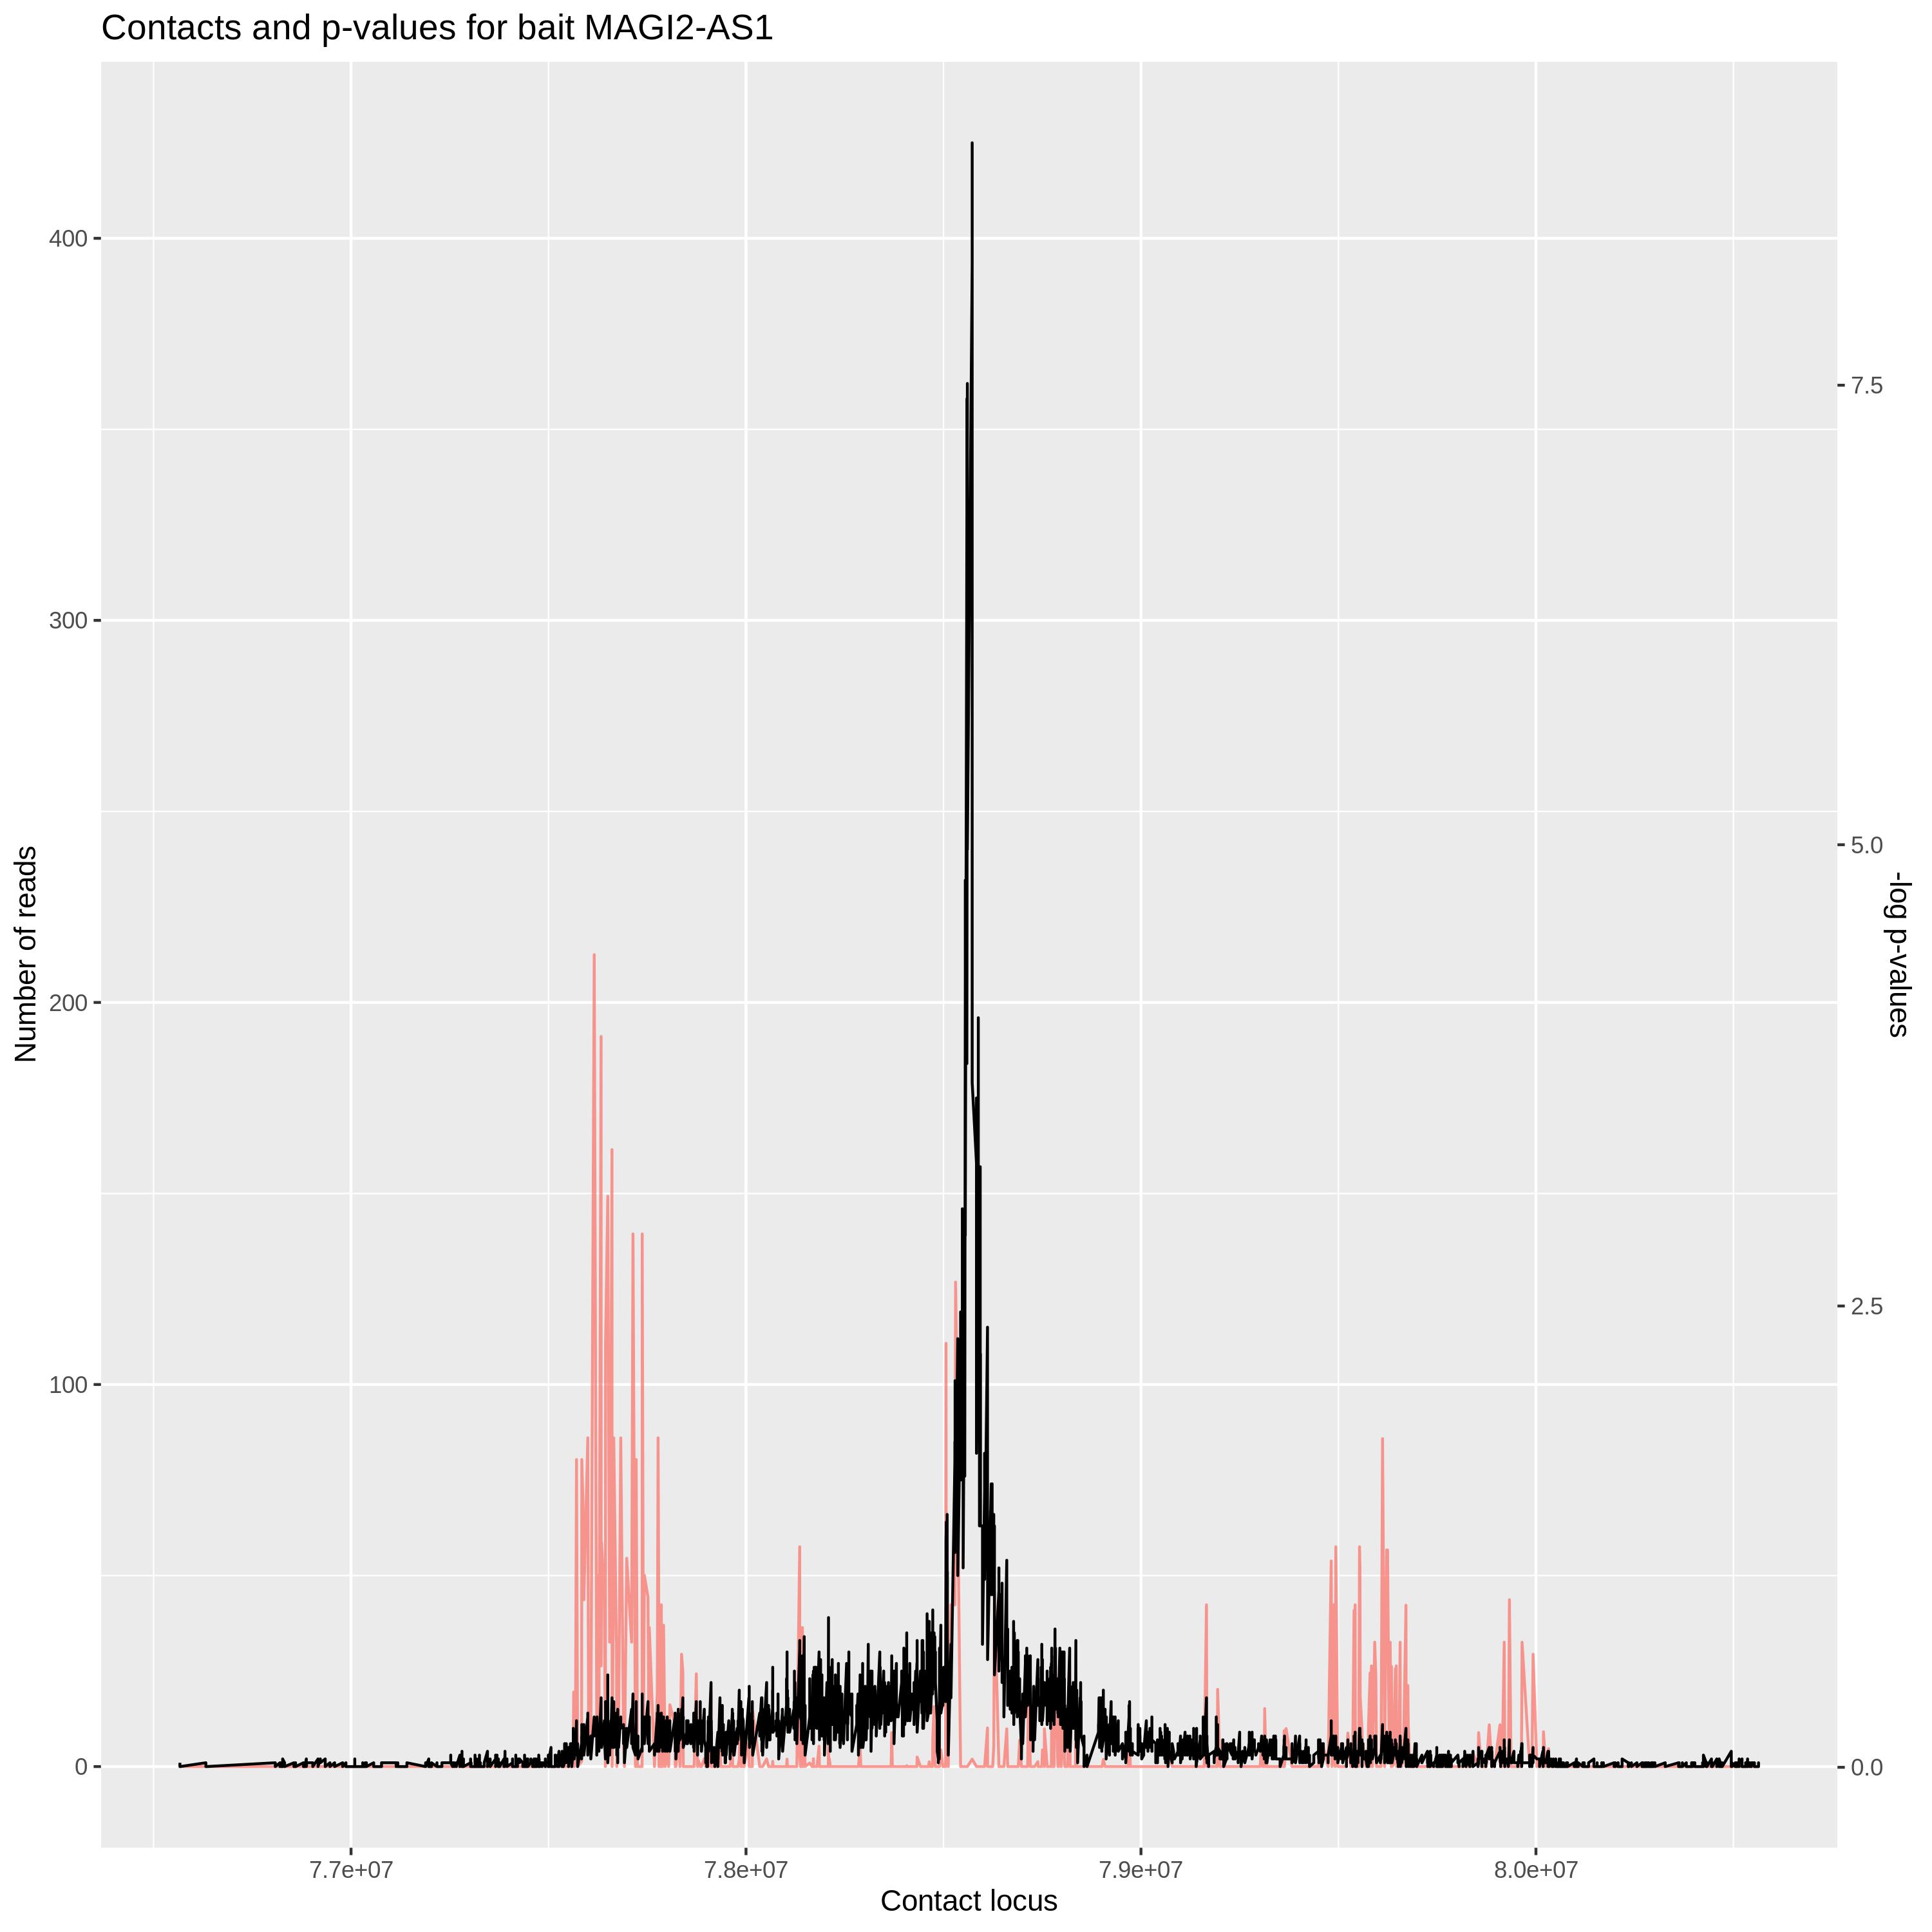 Contacts and p-values for bait MAGI2-AS1
400
300
200
100
0
Number of reads
7.5
5.0
2.5
0.0
-log p-values
7.7e+07
7.8e+07
7.9e+07
8.0e+07
Contact locus